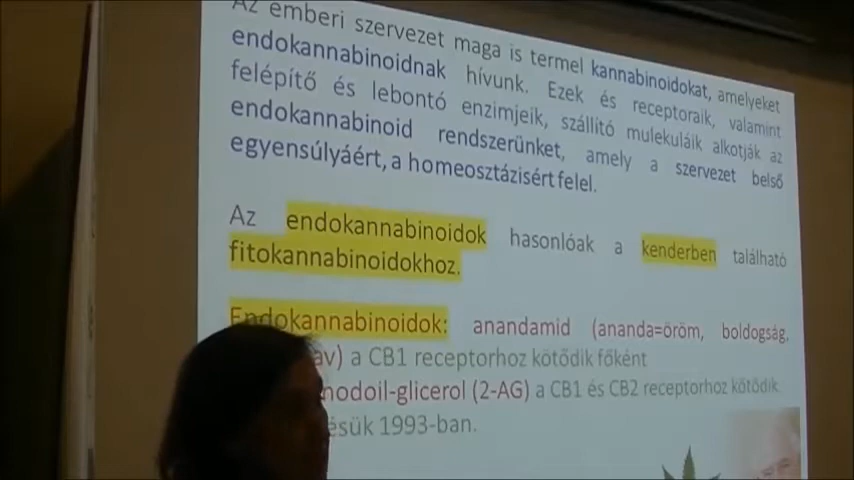 Az emberi szervezet maga is termel kannabinoidokat, amelyeket
endokannabinoidnak hívunk. Ezek és receptoraik, valamint
felépítő és lebontó enzimjeik, szállító mulekuláik alkotják az
endokannabinoid rendszerünket, amely a szervezet belső
egyensúlyáért, a homeosztázisért felel.
Az endokannabinoidok hasonlóak a kenderben található
fitokannabinoidokhoz.
Endokannabinoidok: anandamid (ananda=öröm, boldogság,
a CB1 receptorhoz kötődik főként
(2-AG) a CB1 és CB2 receptorhoz kötődik
1993-ban.